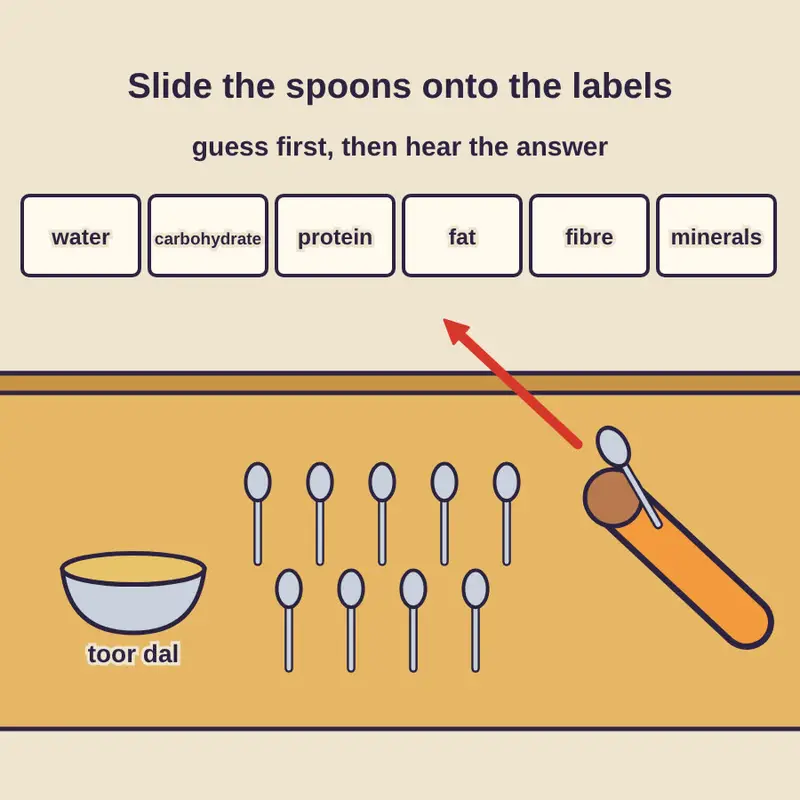 Slide the spoons onto the labels
guess first, then hear the answer
water
carbohydrate
protein
fat
fibre
minerals
toor dal